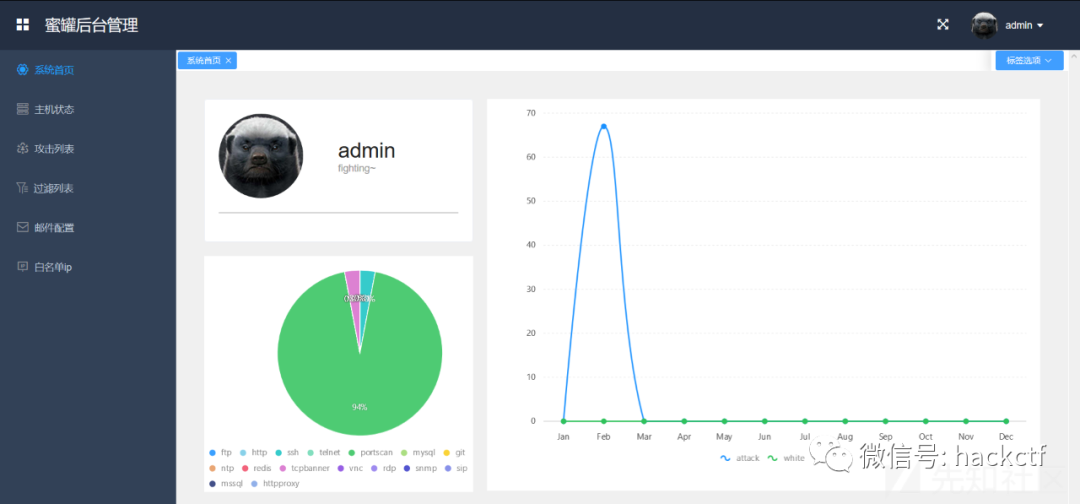 蜜罐后台管理
admin
系统首页
主机状态
攻击列表
过滤列表
邮件配置
白名单ip
系统首页 ×
标签选项
admin
fighting~
94%
ftp http ssh telnet portscan mysql git
ntp redis tcpbanner vnc rdp snmp sip
mssql httpproxy
70
60
50
40
30
20
10
0
Jan Feb Mar Apr May Jun Jul Aug Sep Oct Nov Dec
attack white
微信号: hackctf
先知社区